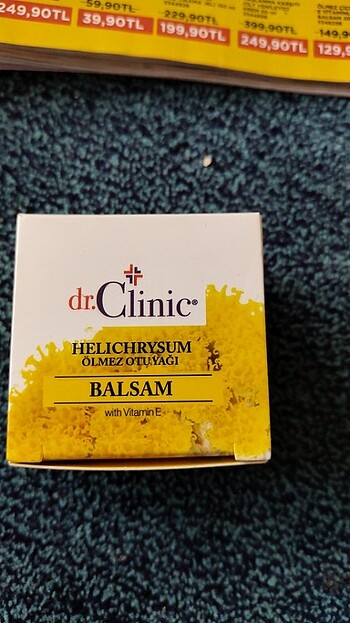 59,90TL
249,90TL
39,90TL
229,90TL
199,90TL
399,90TL
249,90TL
149,9
129,9
dr.Clinic®
HELICHRYSUM
ÖLMEZ OTU YAĞI
BALSAM
with Vitamin E